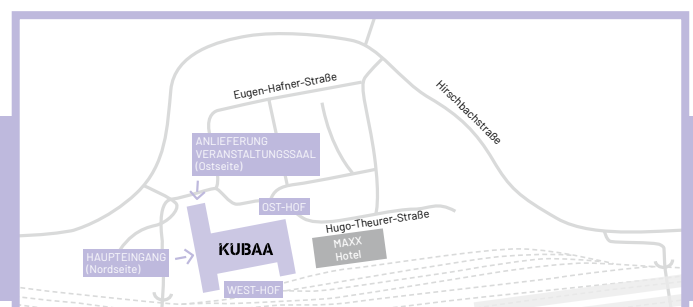 Eugen-Hafner-Straße
Hirschbachstraße
ANLIEFERUNG
VERANSTALTUNGSSAAL
(Ostseite)
OST-HOF
Hugo-Theurer-Straße
MAXX
Hotel
KUBAA
HAUPTEINGANG
(Nordseite)
WEST-HOF